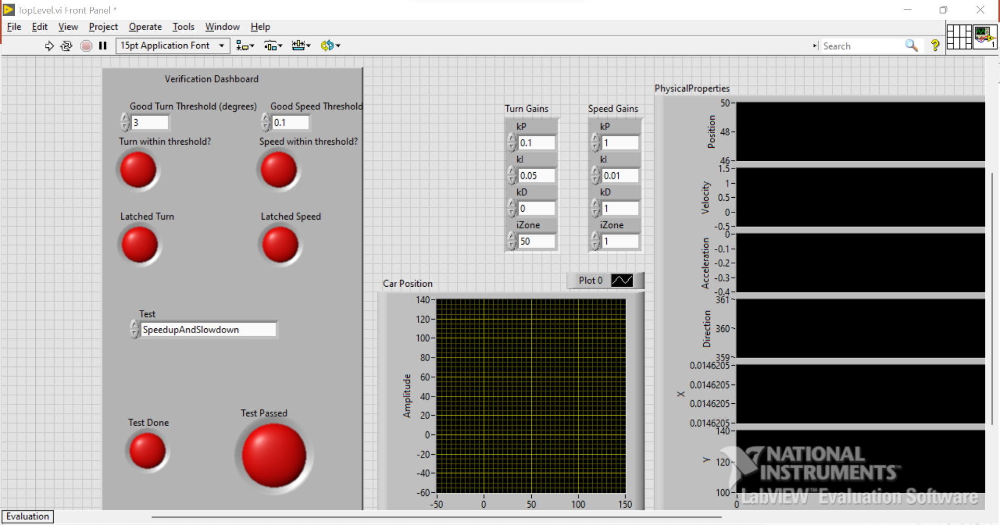 TopLevel.vi Front Panel *
File Edit View Project Operate Tools Window Help
15pt Application Font
Search
1
Verification Dashboard
Good Turn Threshold (degrees)
3
Good Speed Threshold
0.1
Turn within threshold?
Speed within threshold?
Latched Turn
Latched Speed
Test
SpeedupAndSlowdown
Test Done
Test Passed
Turn Gains
kP
0.1
kI
0.05
kD
0
iZone
50
Speed Gains
kP
1
kI
0.01
kD
1
iZone
1
Car Position
Plot 0
Amplitude
140
120
100
80
60
40
20
0
-20
-40
-60
-50 0 50 100 150
PhysicalProperties
Position
50
48
46
Velocity
1.5
1
0.5
0
-0.5
Acceleration
0
-0.1
-0.2
-0.3
-0.4
Direction
361
360
359
X
0.0146205
0.0146205
0.0146205
0.0146205
Y
140
120
100
0
NATIONAL
INSTRUMENTS™
LabVIEW™ Evaluation Software
Evaluation